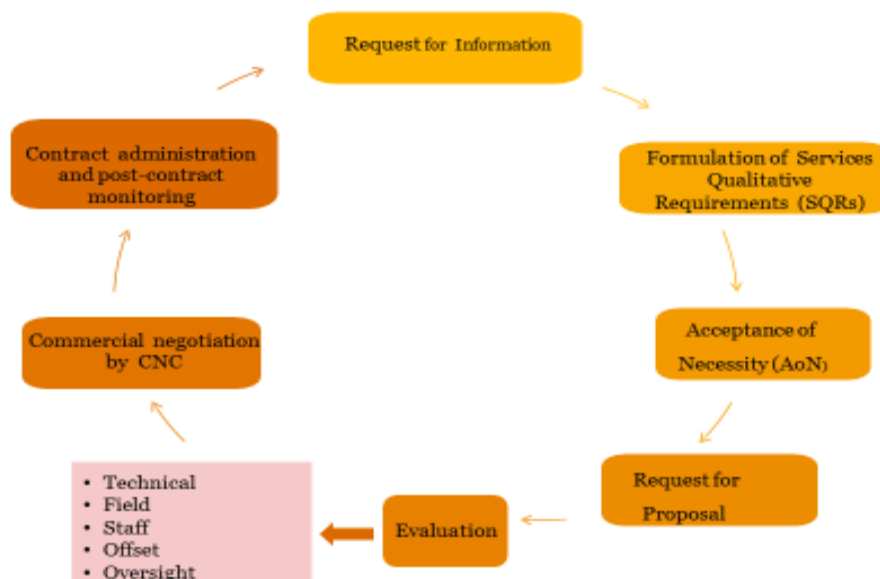 Request for Information
Formulation of Services
Qualitative
Requirements (SQRs)
Acceptance of
Necessity (AoN)
Request for
Proposal
Evaluation
• Technical
• Field
• Staff
• Offset
• Oversight
Commercial negotiation
by CNC
Contract administration
and post-contract
monitoring